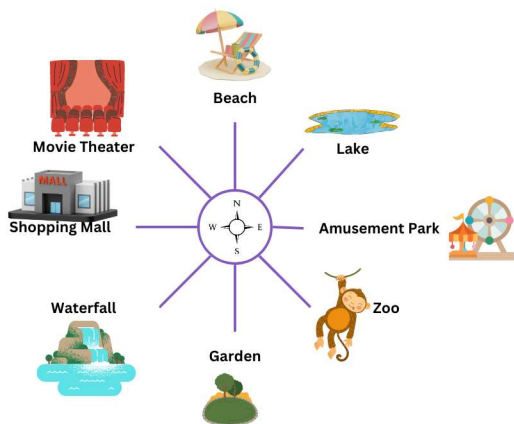 Beach
Movie Theater
Lake
MALL
Shopping Mall
N
W
E
S
Amusement Park
Waterfall
Zoo
Garden